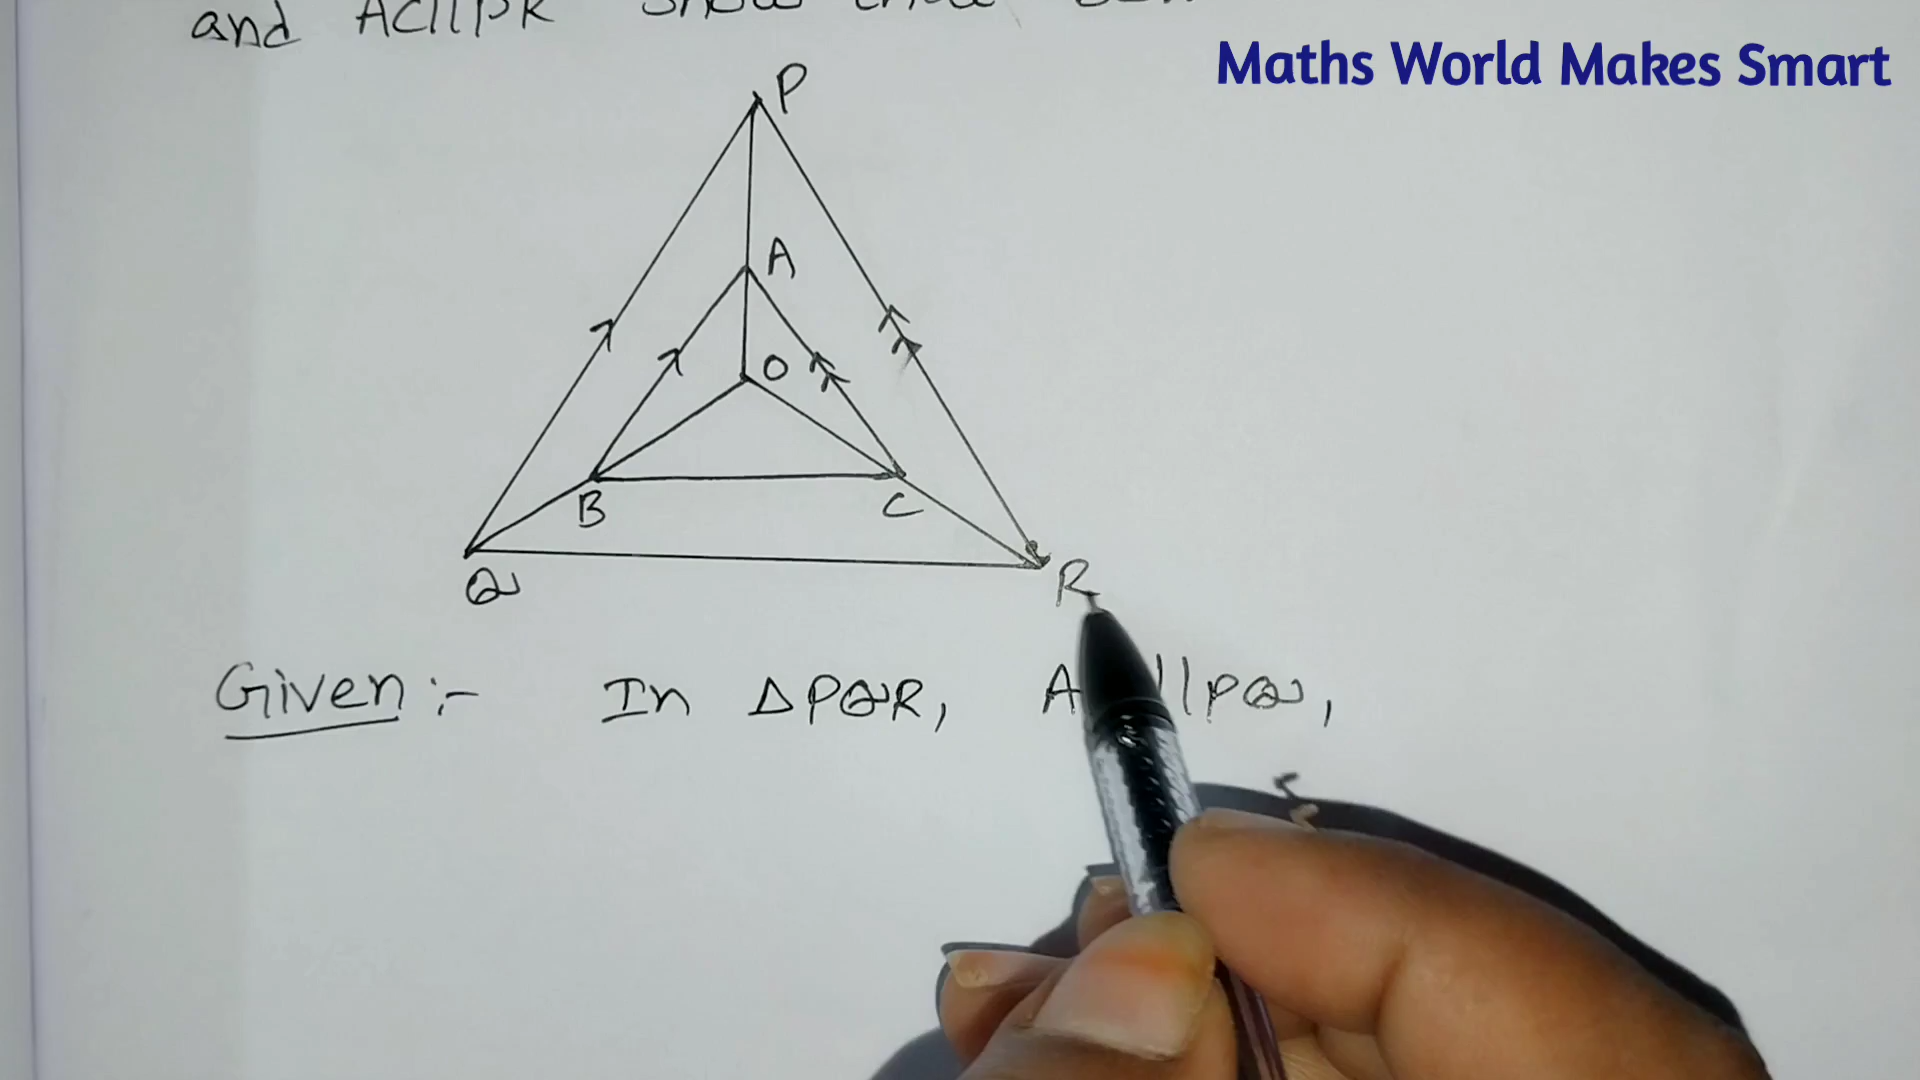 and AC||PR
Maths World Makes Smart
P
A
O
B
C
Q
R
Given :- In ΔPQR, A ||PQ,